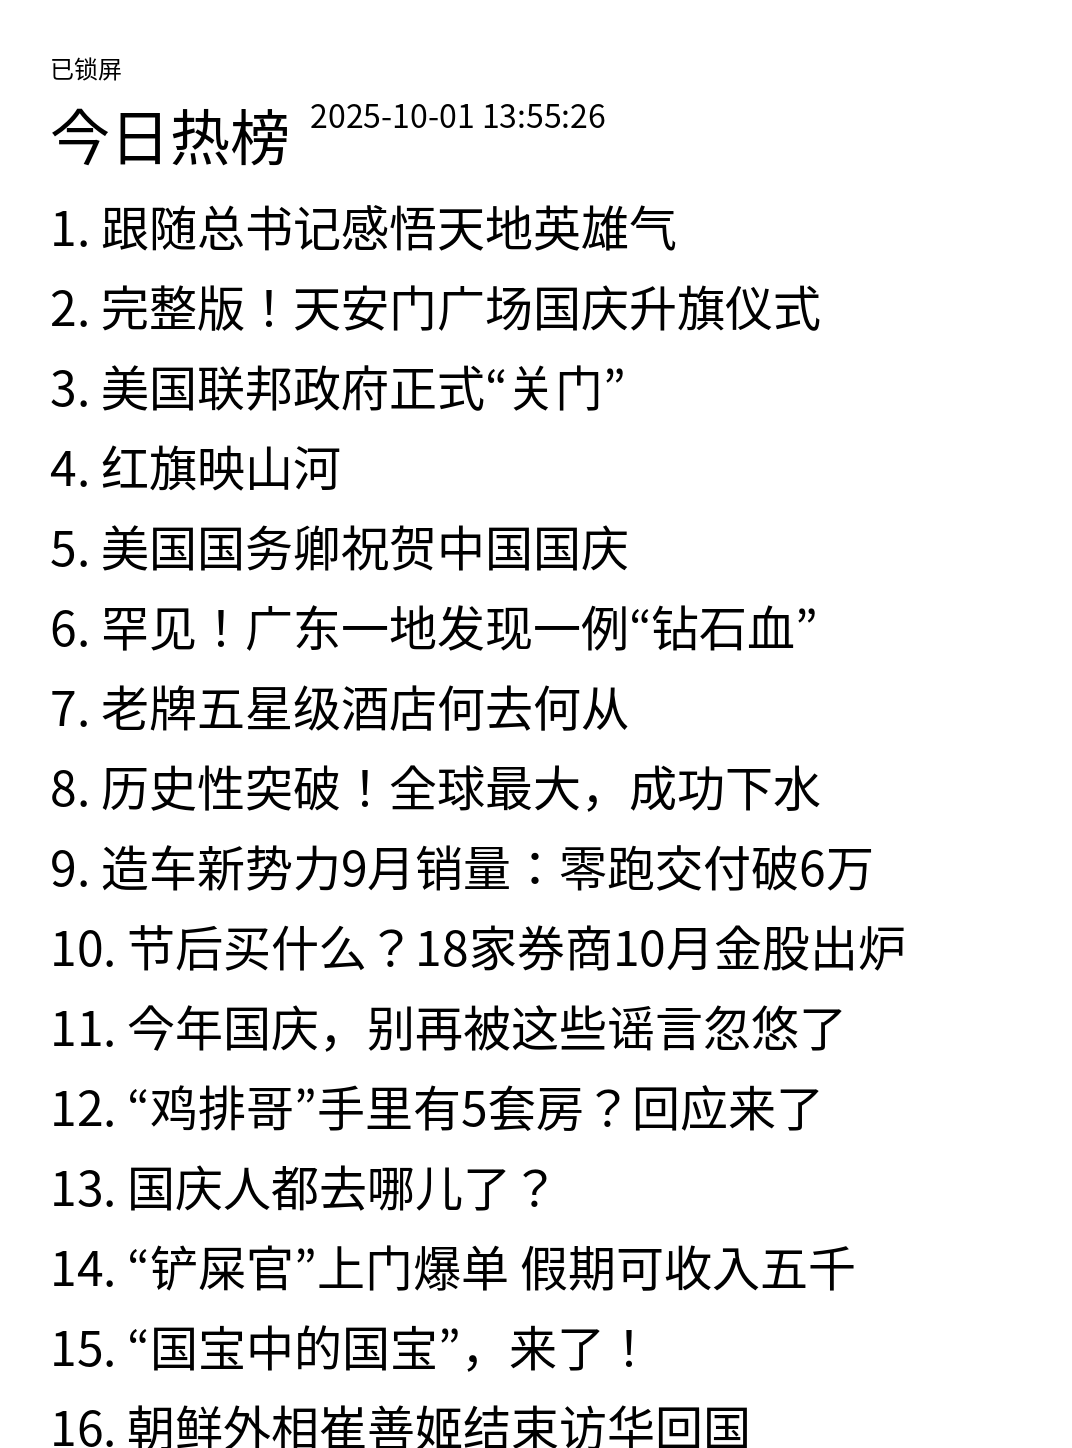 已锁屏
今日热榜 2025-10-01 13:55:26
1. 跟随总书记感悟天地英雄气
2. 完整版！天安门广场国庆升旗仪式
3. 美国联邦政府正式“关门”
4. 红旗映山河
5. 美国国务卿祝贺中国国庆
6. 罕见！广东一地发现一例“钻石血”
7. 老牌五星级酒店何去何从
8. 历史性突破！全球最大，成功下水
9. 造车新势力9月销量：零跑交付破6万
10. 节后买什么？18家券商10月金股出炉
11. 今年国庆，别再被这些谣言忽悠了
12. “鸡排哥”手里有5套房？回应来了
13. 国庆人都去哪儿了？
14. “铲屎官”上门爆单 假期可收入五千
15. “国宝中的国宝”，来了！
16. 朝鲜外相崔善姬结束访华回国